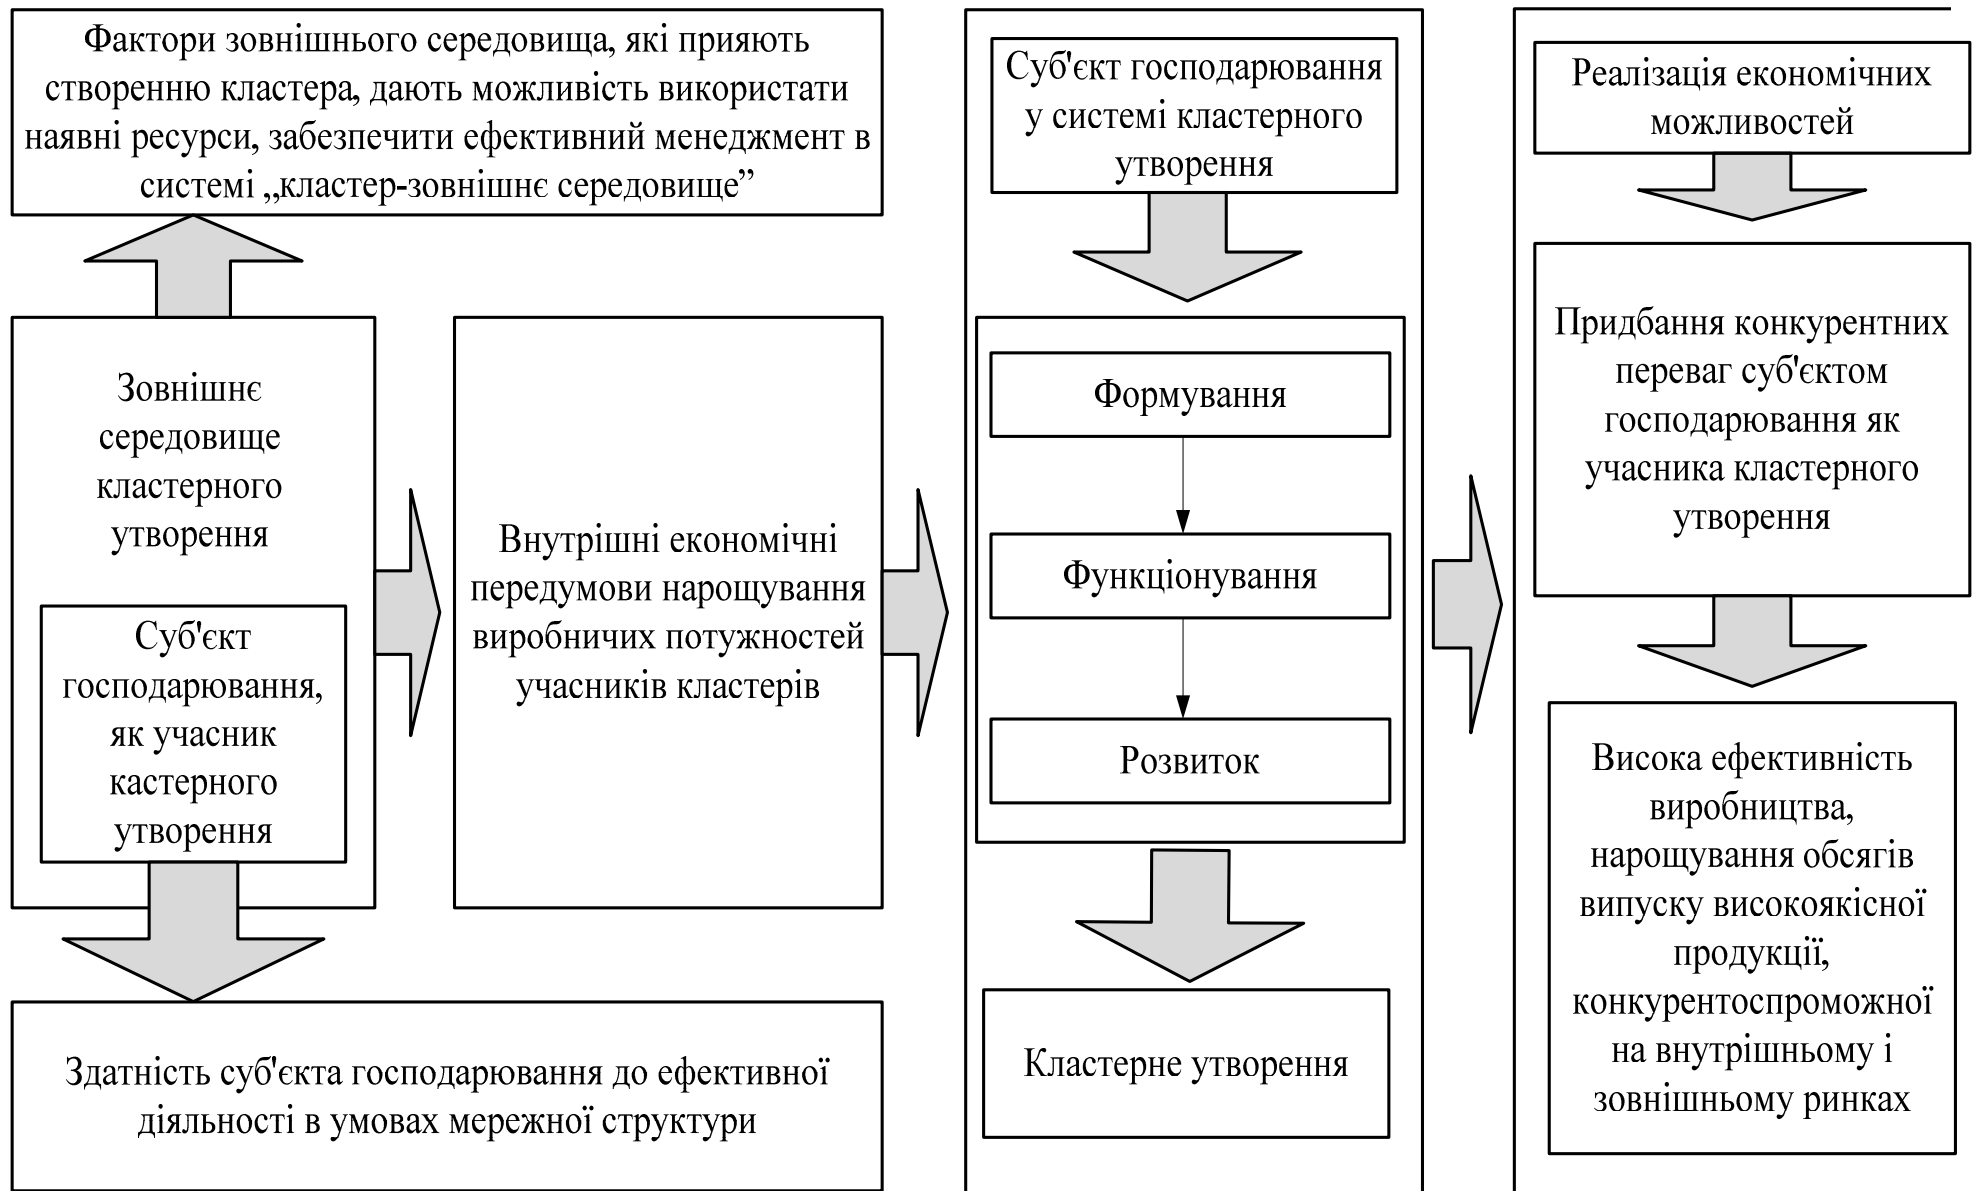 Фактори зовнішнього середовища, які прияють
створенню кластера, дають можливість використати
наявні ресурси, забезпечити ефективний менеджмент в
системі „кластер-зовнішнє середовище”
Зовнішнє
середовище
кластерного
утворення
Суб'єкт
господарювання,
як учасник
кастерного
утворення
Здатність суб'єкта господарювання до ефективної
діяльності в умовах мережної структури
Внутрішні економічні
передумови нарощування
виробничих потужностей
учасників кластерів
Суб'єкт господарювання
у системі кластерного
утворення
Формування
Функціонування
Розвиток
Кластерне утворення
Реалізація економічних
можливостей
Придбання конкурентних
переваг суб'єктом
господарювання як
учасника кластерного
утворення
Висока ефективність
виробництва,
нарощування обсягів
випуску високоякісної
продукції,
конкурентоспроможної
на внутрішньому і
зовнішньому ринках